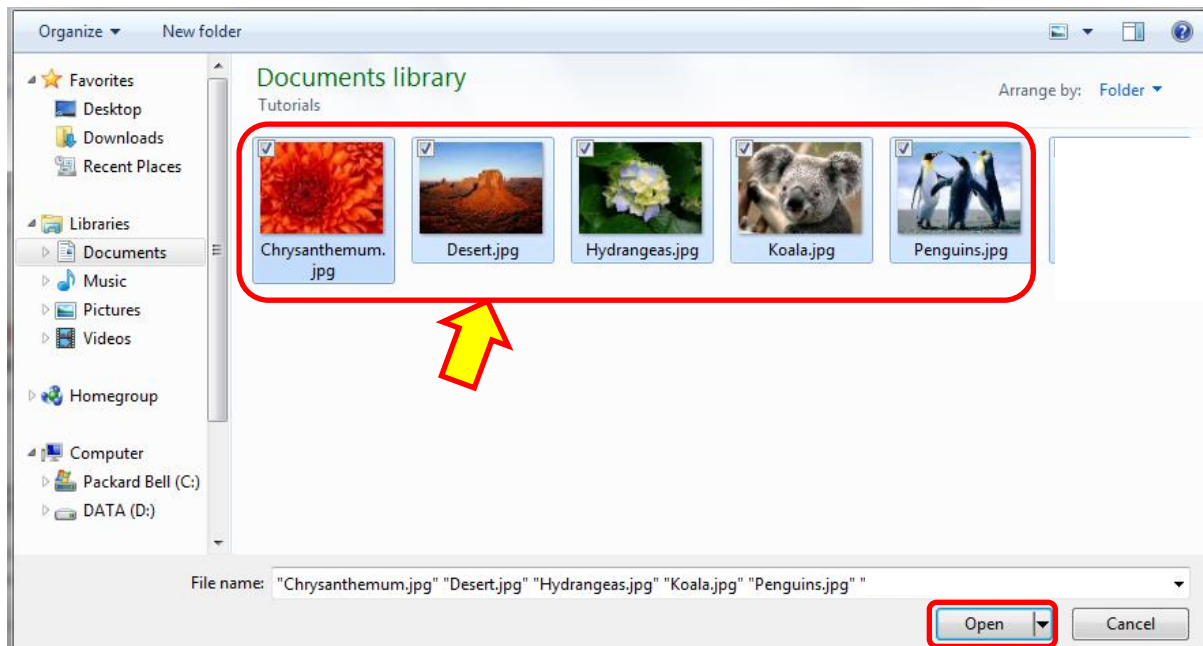 Organize New folder
Favorites
Desktop
Downloads
Recent Places
Libraries
Documents
Music
Pictures
Videos
Homegroup
Computer
Packard Bell (C:)
DATA (D:)
Documents library
Tutorials
Arrange by: Folder
Chrysanthemum.
jpg
Desert.jpg
Hydrangeas.jpg
Koala.jpg
Penguins.jpg
File name: "Chrysanthemum.jpg" "Desert.jpg" "Hydrangeas.jpg" "Koala.jpg" "Penguins.jpg" "
Open Cancel